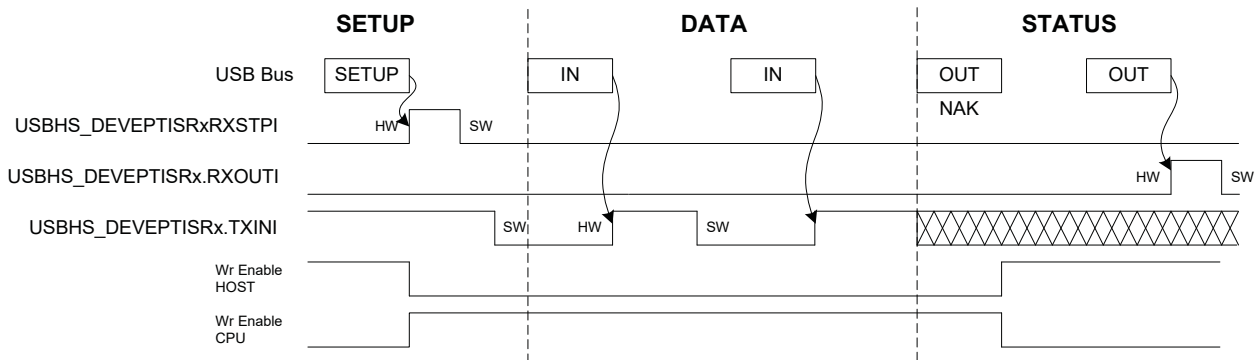 SETUP DATA STATUS
USB Bus SETUP IN IN OUT OUT
NAK
USBHS_DEVEPTISRxRXSTPI HW SW
USBHS_DEVEPTISRx.RXOUTI HW SW
USBHS_DEVEPTISRx.TXINI SW HW SW
Wr Enable
HOST
Wr Enable
CPU